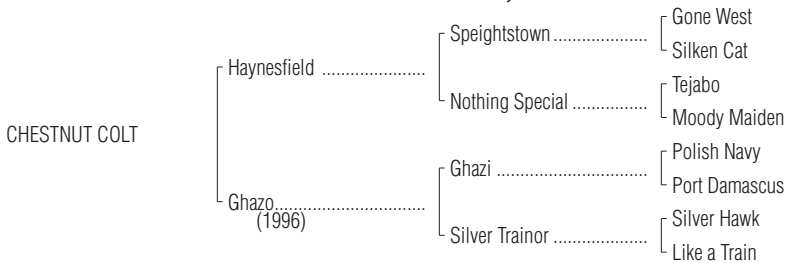 Gone West
Speightstown ....................
Silken Cat
Haynesfield ......................
Tejabo
Nothing Special ................
Moody Maiden
CHESTNUT COLT
Polish Navy
Ghazi ................................
Port Damascus
Ghazo................................
(1996)
Silver Hawk
Silver Trainor ....................
Like a Train